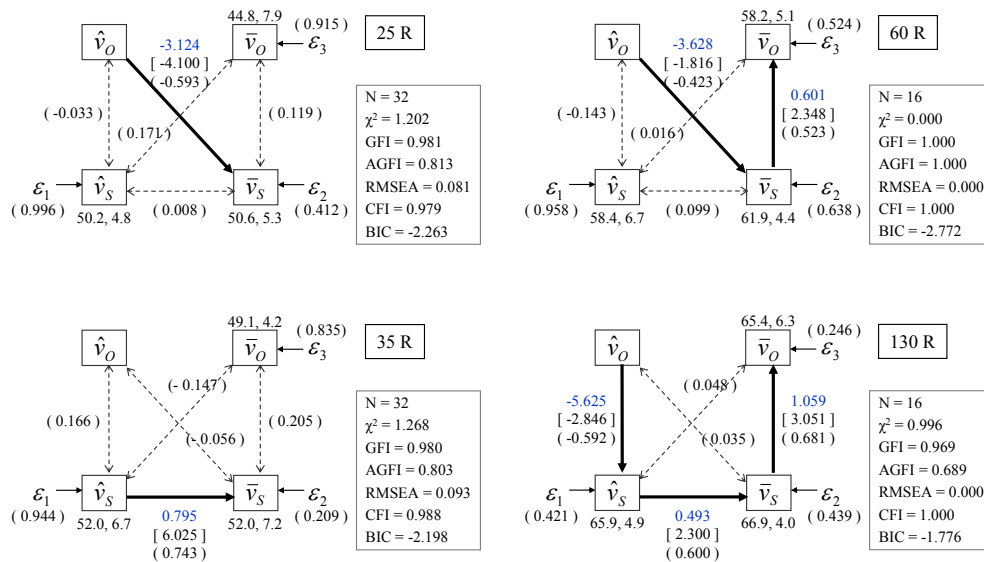 44.8, 7.9
( 0.915)
v̂_O
-3.124
[ -4.100 ]
( -0.593)
v̄_O
ε₃
25 R
( -0.033)
( 0.171)
( 0.119)
N = 32
χ² = 1.202
GFI = 0.981
AGFI = 0.813
RMSEA = 0.081
CFI = 0.979
BIC = -2.263
ε₁
( 0.996)
v̂_S
50.2, 4.8
( 0.008)
v̄_S
50.6, 5.3
ε₂
( 0.412)
58.2, 5.1
( 0.524)
v̂_O
-3.628
[ -1.816 ]
( -0.423)
v̄_O
ε₃
60 R
( -0.143)
( 0.016)
0.601
[ 2.348 ]
( 0.523)
N = 16
χ² = 0.000
GFI = 1.000
AGFI = 1.000
RMSEA = 0.000
CFI = 1.000
BIC = -2.772
ε₁
( 0.958)
v̂_S
58.4, 6.7
( 0.099)
v̄_S
61.9, 4.4
ε₂
( 0.638)
49.1, 4.2
( 0.835)
v̂_O
v̄_O
ε₃
35 R
(- 0.147)
( 0.166)
(- 0.056)
( 0.205)
N = 32
χ² = 1.268
GFI = 0.980
AGFI = 0.803
RMSEA = 0.093
CFI = 0.988
BIC = -2.198
ε₁
( 0.944)
v̂_S
52.0, 6.7
0.795
[ 6.025 ]
( 0.743)
v̄_S
52.0, 7.2
ε₂
( 0.209)
65.4, 6.3
( 0.246)
v̂_O
v̄_O
ε₃
130 R
-5.625
[ -2.846 ]
( -0.592)
( 0.048)
( 0.035)
1.059
[ 3.051 ]
( 0.681)
N = 16
χ² = 0.996
GFI = 0.969
AGFI = 0.689
RMSEA = 0.000
CFI = 1.000
BIC = -1.776
ε₁
( 0.421)
v̂_S
65.9, 4.9
0.493
[ 2.300 ]
( 0.600)
v̄_S
66.9, 4.0
ε₂
( 0.439)